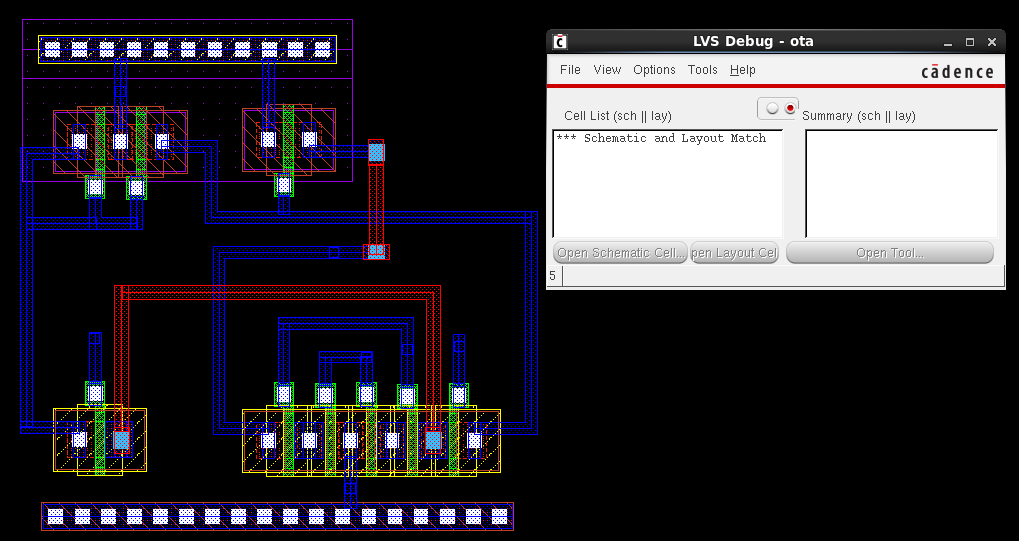 LVS Debug - ota
File View Options Tools Help
cādence
Cell List (sch || lay)
Summary (sch || lay)
*** Schematic and Layout Match
Open Schematic Cell...
pen Layout Cel
Open Tool...
5